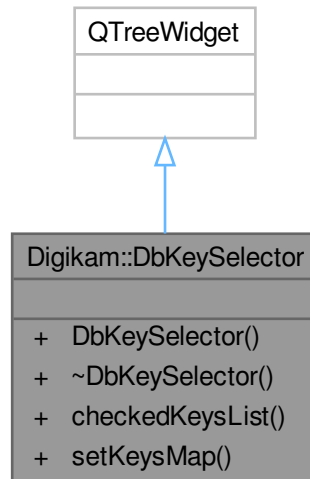 QTreeWidget
Digikam::DbKeySelector
+ DbKeySelector()
+ ~DbKeySelector()
+ checkedKeysList()
+ setKeysMap()